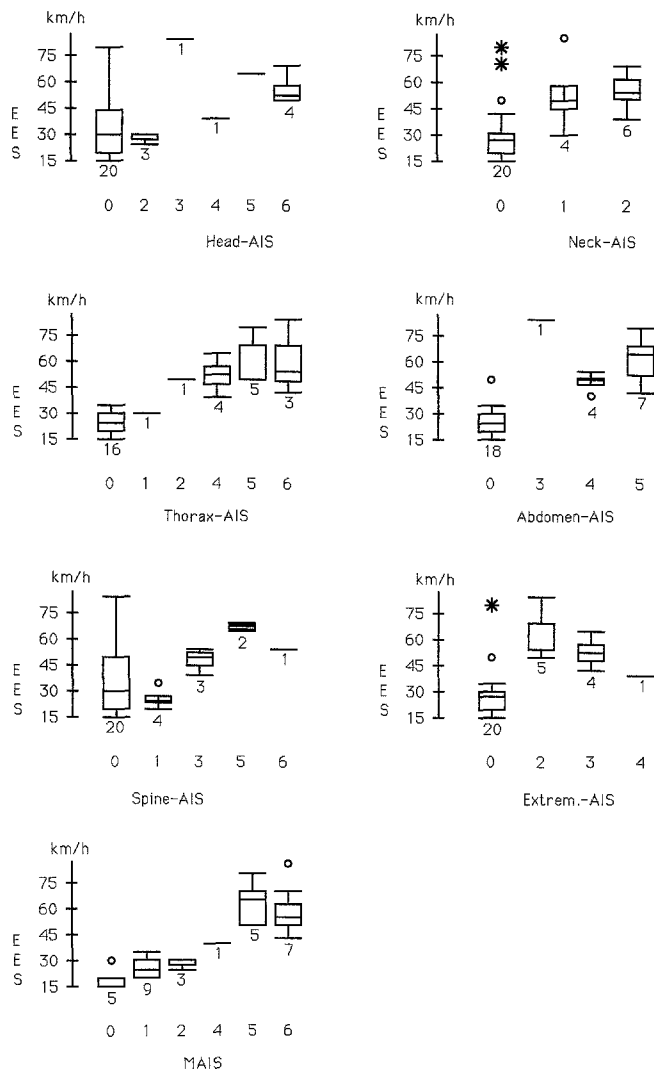 km/h
75
60
45
30
15
E
E
S
20
3
1
1
4
0 2 3 4 5 6
Head-AIS
km/h
75
60
45
30
15
E
E
S
20
4
6
0 1 2
Neck-AIS
km/h
75
60
45
30
15
E
E
S
16
1
1
4
5
3
0 1 2 4 5 6
Thorax-AIS
km/h
75
60
45
30
15
E
E
S
18
1
4
7
0 3 4 5
Abdomen-AIS
km/h
75
60
45
30
15
E
E
S
20
4
3
2
1
0 1 3 5 6
Spine-AIS
km/h
75
60
45
30
15
E
E
S
20
5
4
1
0 2 3 4
Extrem.-AIS
km/h
75
60
45
30
15
E
E
S
5
9
3
1
5
7
0 1 2 4 5 6
MAIS